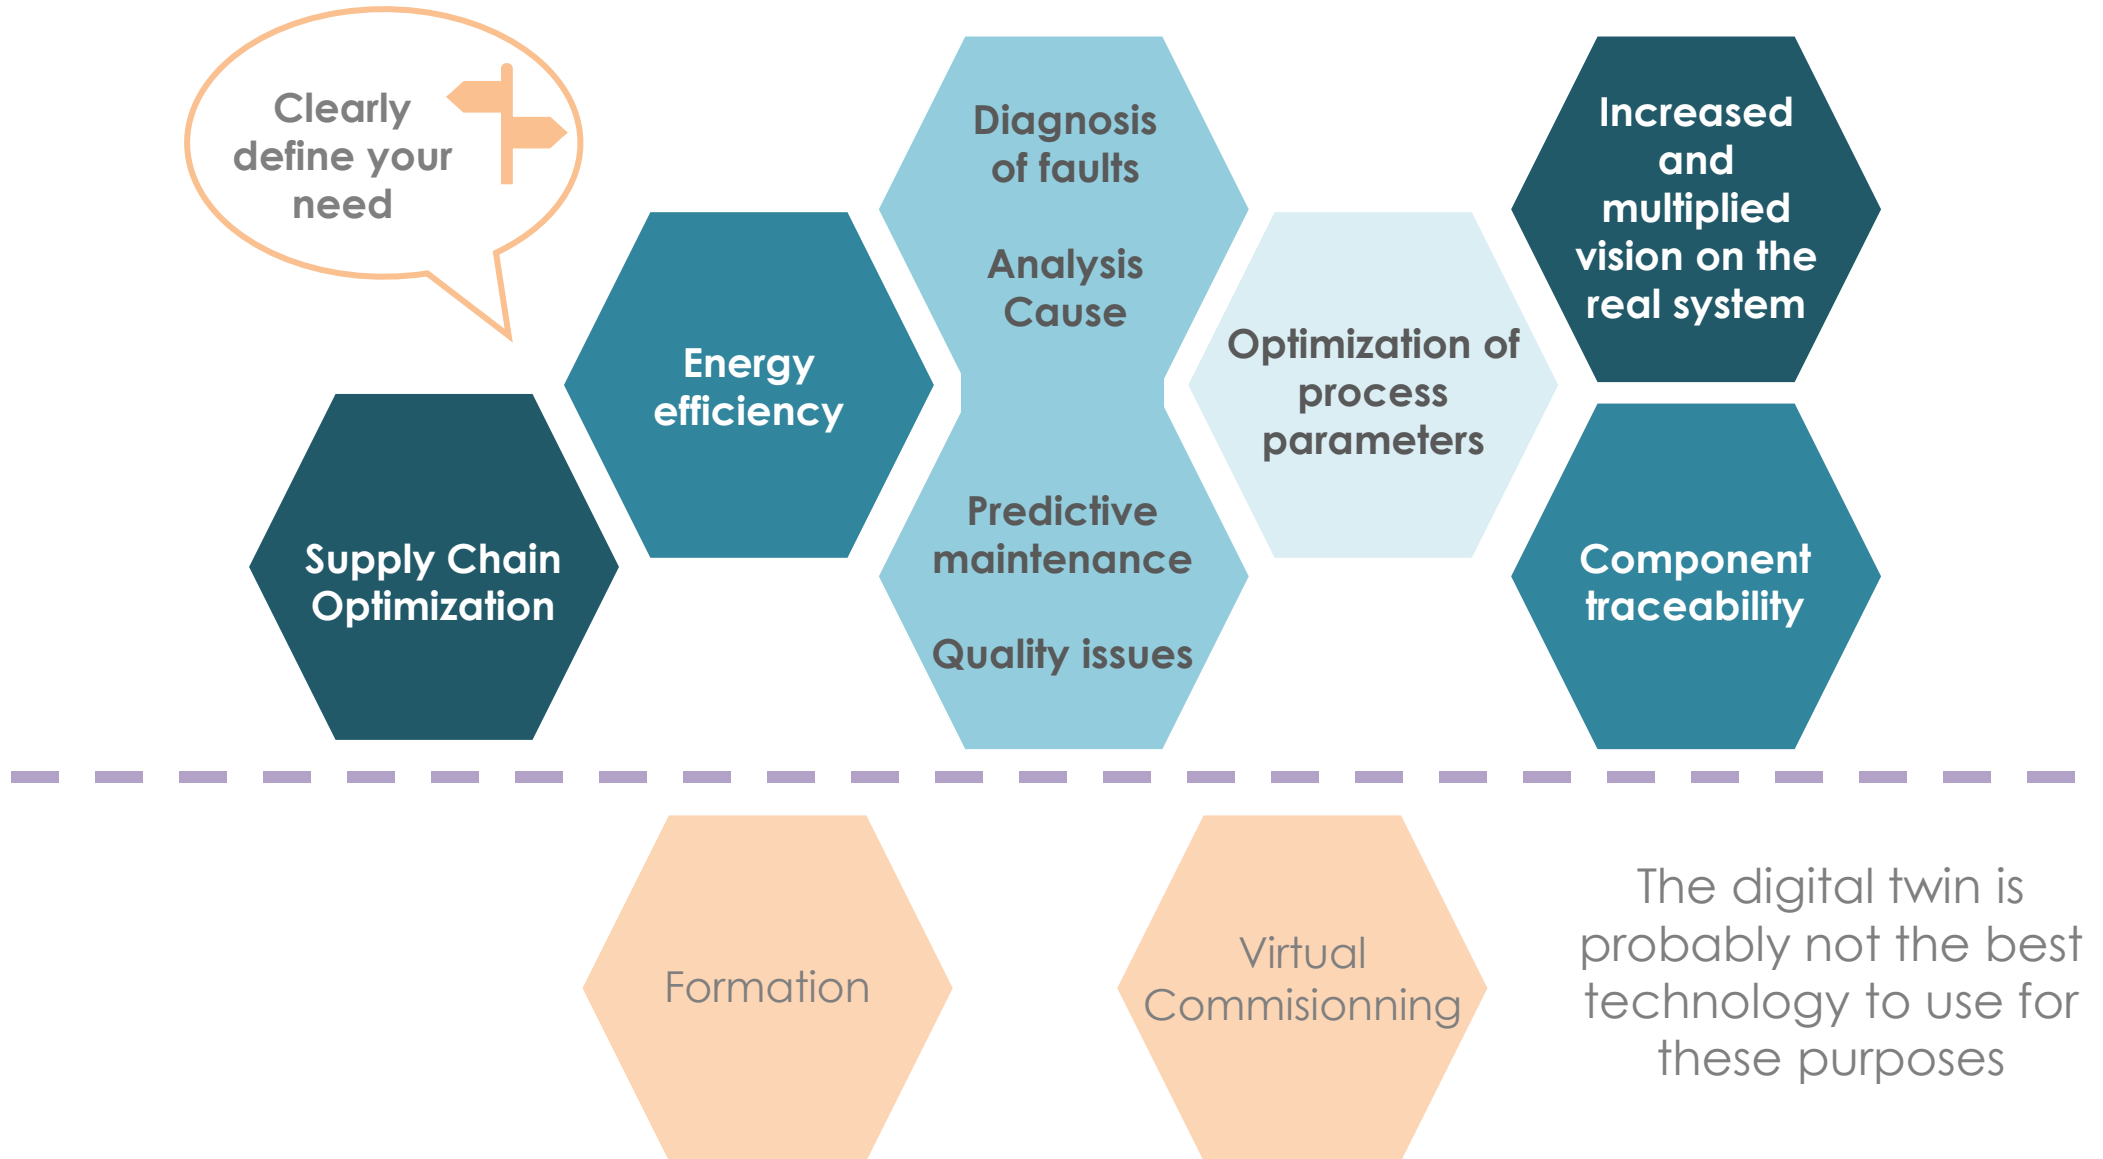 Clearly
define your
need
Diagnosis
of faults
Analysis
Cause
Increased
and
multiplied
vision on the
real system
Energy
efficiency
Optimization of
process
parameters
Supply Chain
Optimization
Predictive
maintenance
Quality issues
Component
traceability
Formation
Virtual
Commisionning
The digital twin is
probably not the best
technology to use for
these purposes